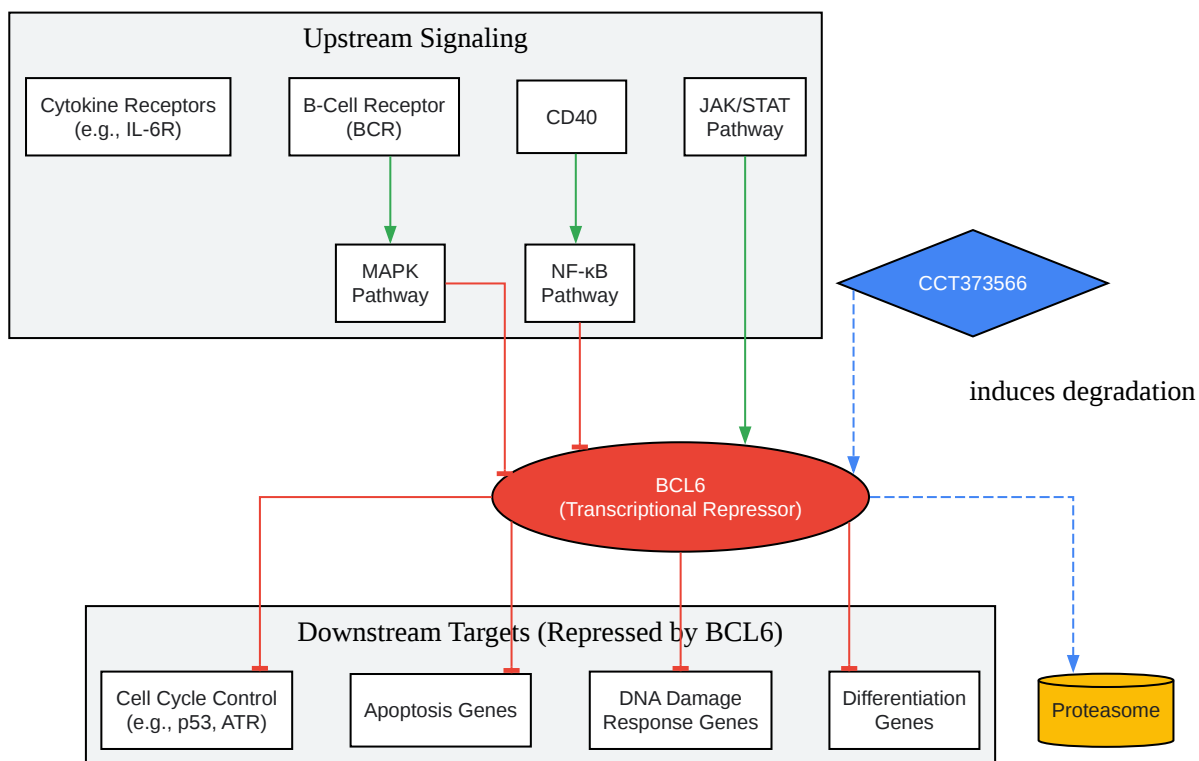 Upstream Signaling
Cytokine Receptors
(e.g., IL-6R)
B-Cell Receptor
(BCR)
CD40
JAK/STAT
Pathway
MAPK
Pathway
NF-κB
Pathway
CCT373566
induces degradation
BCL6
(Transcriptional Repressor)
Downstream Targets (Repressed by BCL6)
Cell Cycle Control
(e.g., p53, ATR)
Apoptosis Genes
DNA Damage
Response Genes
Differentiation
Genes
Proteasome